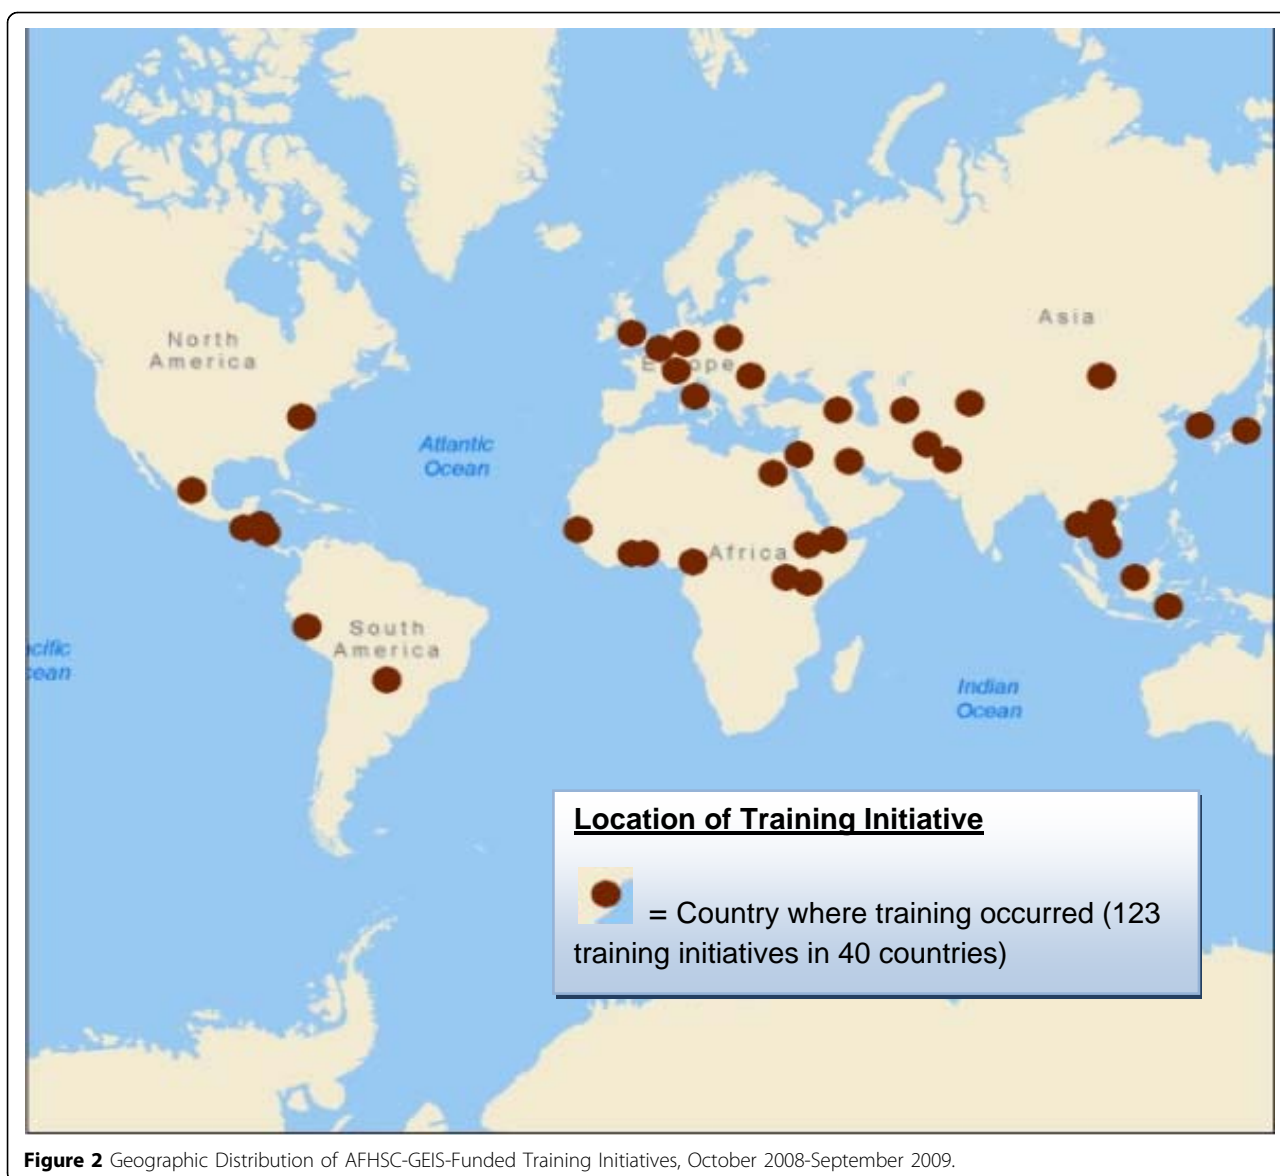 North
America
Atlantic
Ocean
Europe
Asia
Africa
South
America
acific
cean
Indian
Ocean
Location of Training Initiative
= Country where training occurred (123
training initiatives in 40 countries)
Figure 2 Geographic Distribution of AFHSC-GEIS-Funded Training Initiatives, October 2008-September 2009.